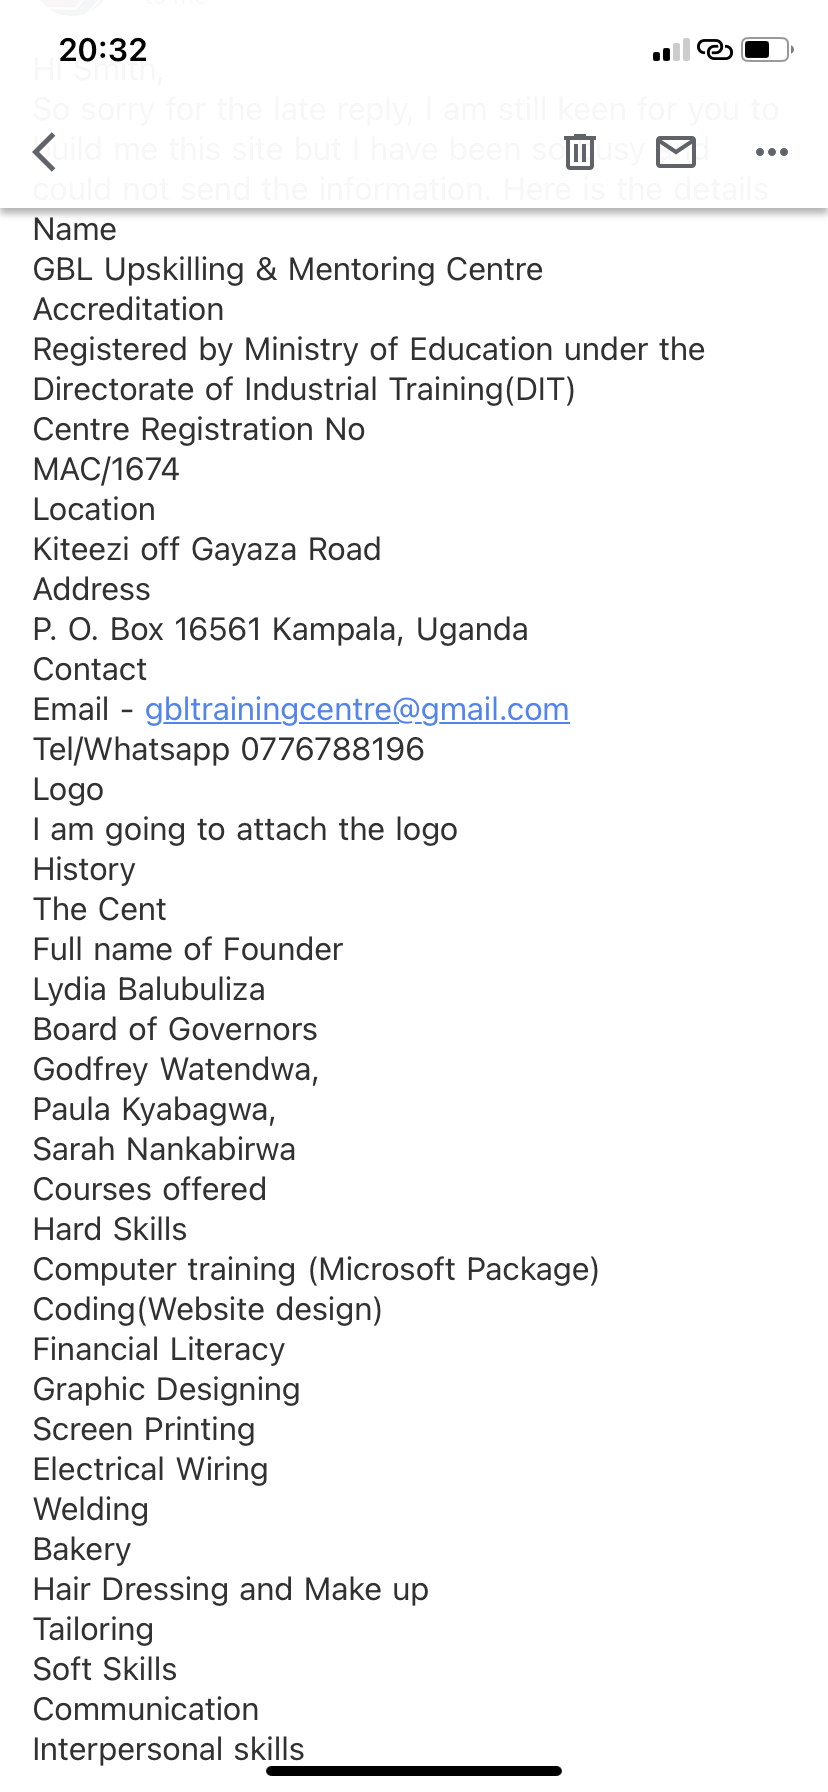 20:32
Hi Smith,
So sorry for the late reply, I am still keen for you to
build me this site but I have been so busy and
could not send the information. Here is the details
Name
GBL Upskilling & Mentoring Centre
Accreditation
Registered by Ministry of Education under the
Directorate of Industrial Training(DIT)
Centre Registration No
MAC/1674
Location
Kiteezi off Gayaza Road
Address
P. O. Box 16561 Kampala, Uganda
Contact
Email - gbltrainingcentre@gmail.com
Tel/Whatsapp 0776788196
Logo
I am going to attach the logo
History
The Cent
Full name of Founder
Lydia Balubuliza
Board of Governors
Godfrey Watendwa,
Paula Kyabagwa,
Sarah Nankabirwa
Courses offered
Hard Skills
Computer training (Microsoft Package)
Coding(Website design)
Financial Literacy
Graphic Designing
Screen Printing
Electrical Wiring
Welding
Bakery
Hair Dressing and Make up
Tailoring
Soft Skills
Communication
Interpersonal skills